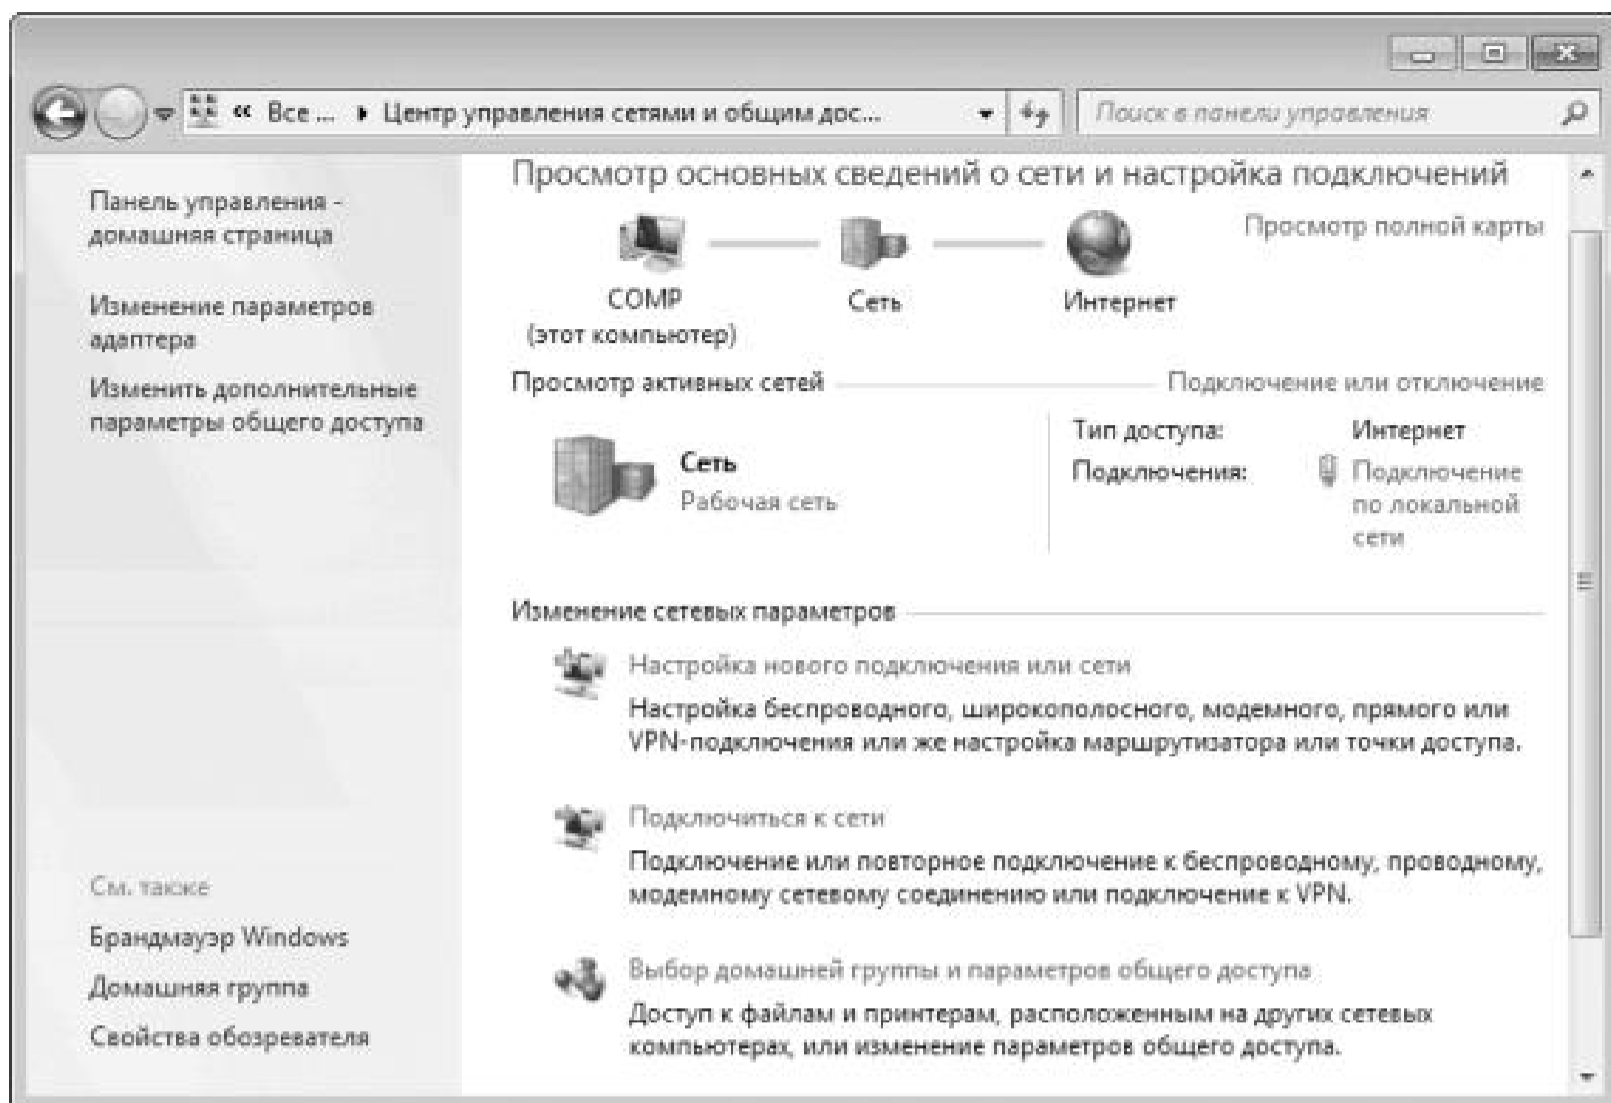 « Все ... ▸ Центр управления сетями и общим дос...
Поиск в панели управления
Панель управления -
домашняя страница
Изменение параметров
адаптера
Изменить дополнительные
параметры общего доступа
См. также
Брандмауэр Windows
Домашняя группа
Свойства обозревателя
Просмотр основных сведений о сети и настройка подключений
Просмотр полной карты
COMP
(этот компьютер)
Сеть
Интернет
Просмотр активных сетей
Подключение или отключение
Сеть
Рабочая сеть
Тип доступа: Интернет
Подключения: Подключение
по локальной
сети
Изменение сетевых параметров
Настройка нового подключения или сети
Настройка беспроводного, широкополосного, модемного, прямого или
VPN-подключения или же настройка маршрутизатора или точки доступа.
Подключиться к сети
Подключение или повторное подключение к беспроводному, проводному,
модемному сетевому соединению или подключение к VPN.
Выбор домашней группы и параметров общего доступа
Доступ к файлам и принтерам, расположенным на других сетевых
компьютерах, или изменение параметров общего доступа.